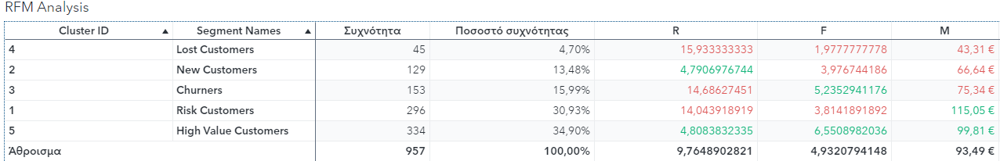 RFM Analysis
Cluster ID ▲ Segment Names ▲ Συχνότητα Ποσοστό συχνότητας R F M
4 Lost Customers 45 4,70% 15,933333333 1,9777777778 43,31 €
2 New Customers 129 13,48% 4,7906976744 3,976744186 66,64 €
3 Churners 153 15,99% 14,68627451 5,2352941176 75,34 €
1 Risk Customers 296 30,93% 14,043918919 3,8141891892 115,05 €
5 High Value Customers 334 34,90% 4,8083832335 6,5508982036 99,81 €
Άθροισμα 957 100,00% 9,7648902821 4,9320794148 93,49 €